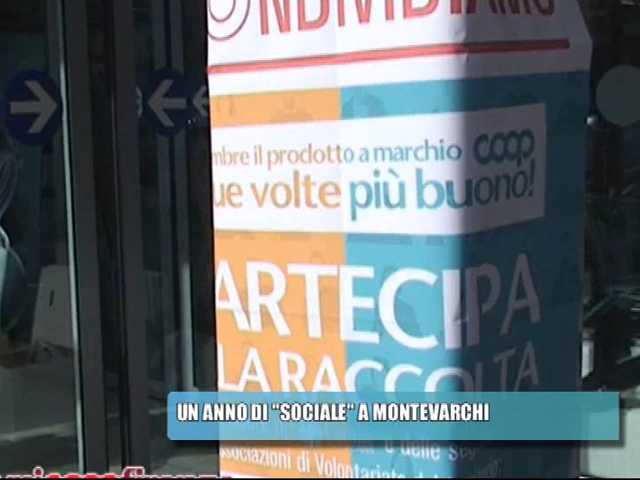 mbre il prodotto a marchio coop
ue volte più buono!
ARTECIPA
LA RACCOLTA
UN ANNO DI "SOCIALE" A MONTEVARCHI
e delle
ssociazioni di Volontariato